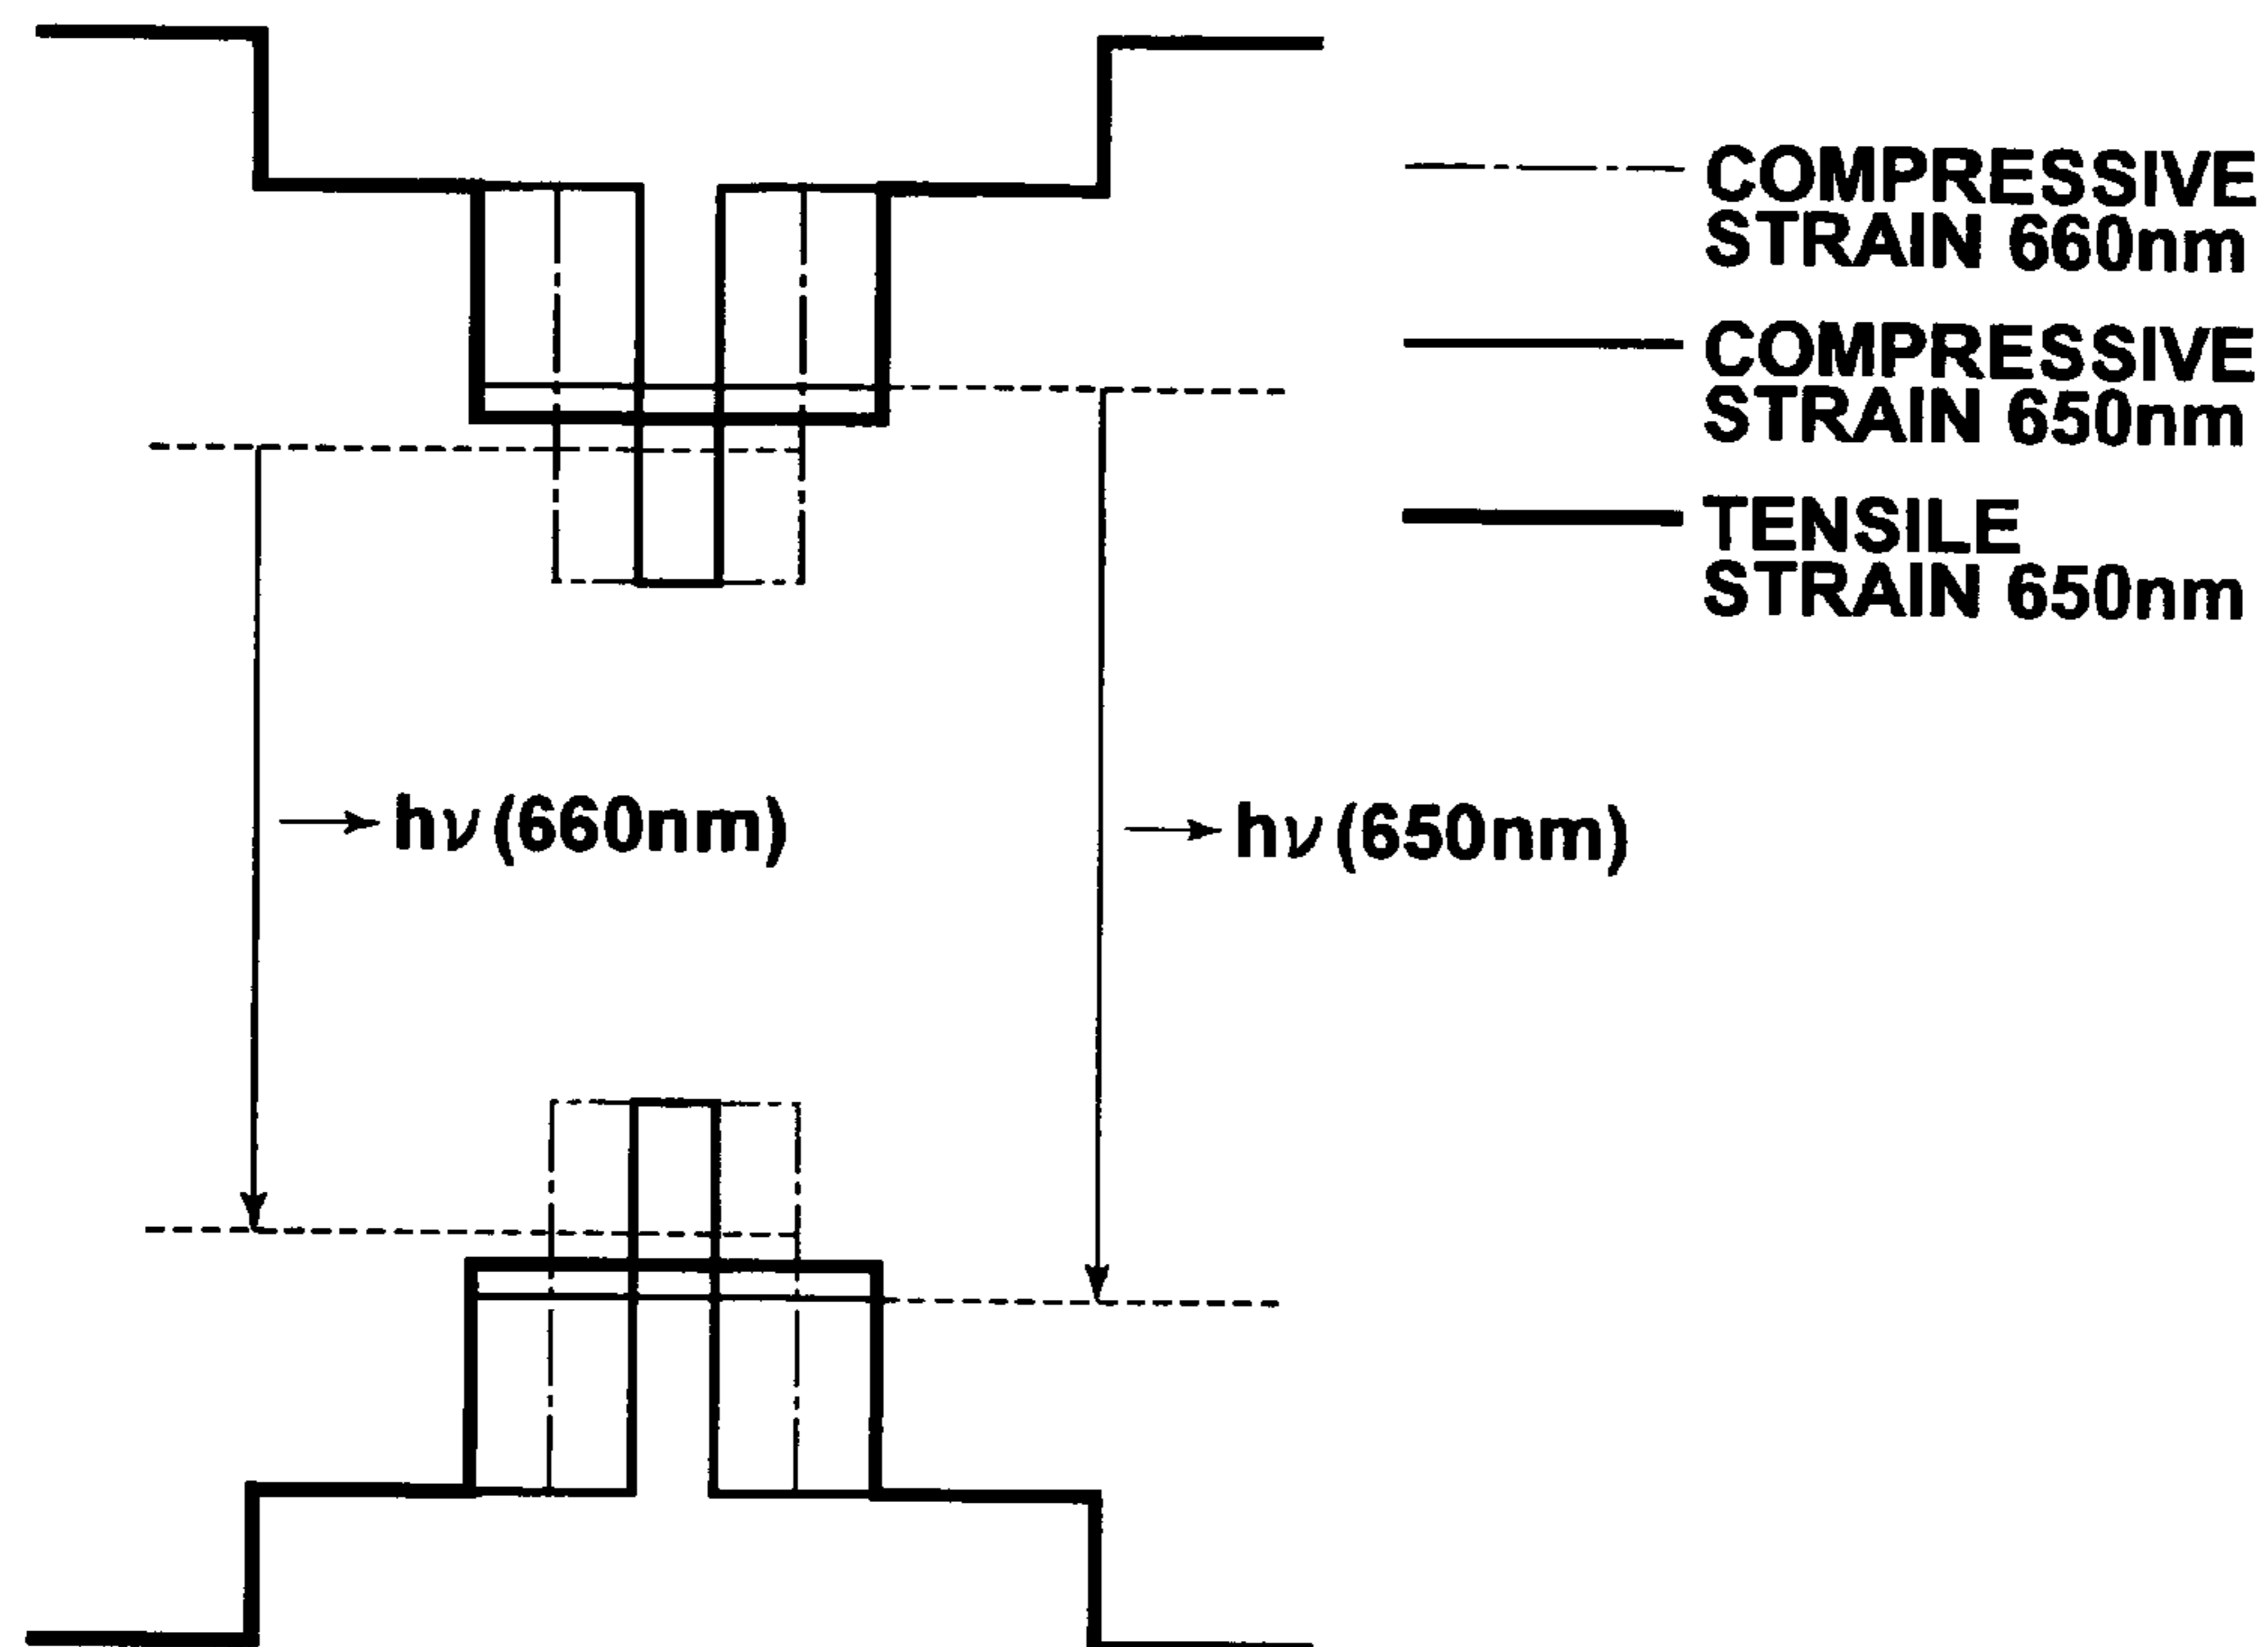 COMPRESSIVE
STRAIN 660nm
COMPRESSIVE
STRAIN 650nm
TENSILE
STRAIN 650nm
hν(660nm)
hν(650nm)